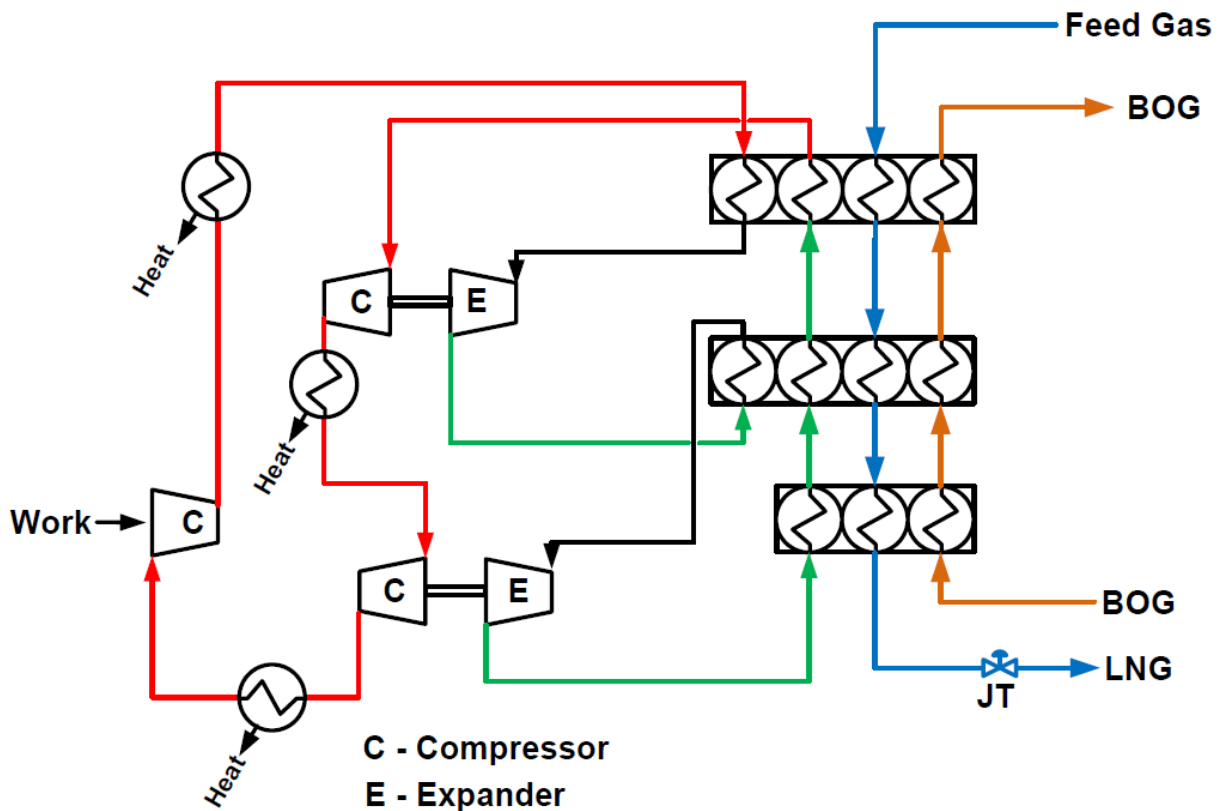 Feed Gas
BOG
Heat
C
E
Heat
Work
C
C
E
BOG
LNG
JT
Heat
C - Compressor
E - Expander